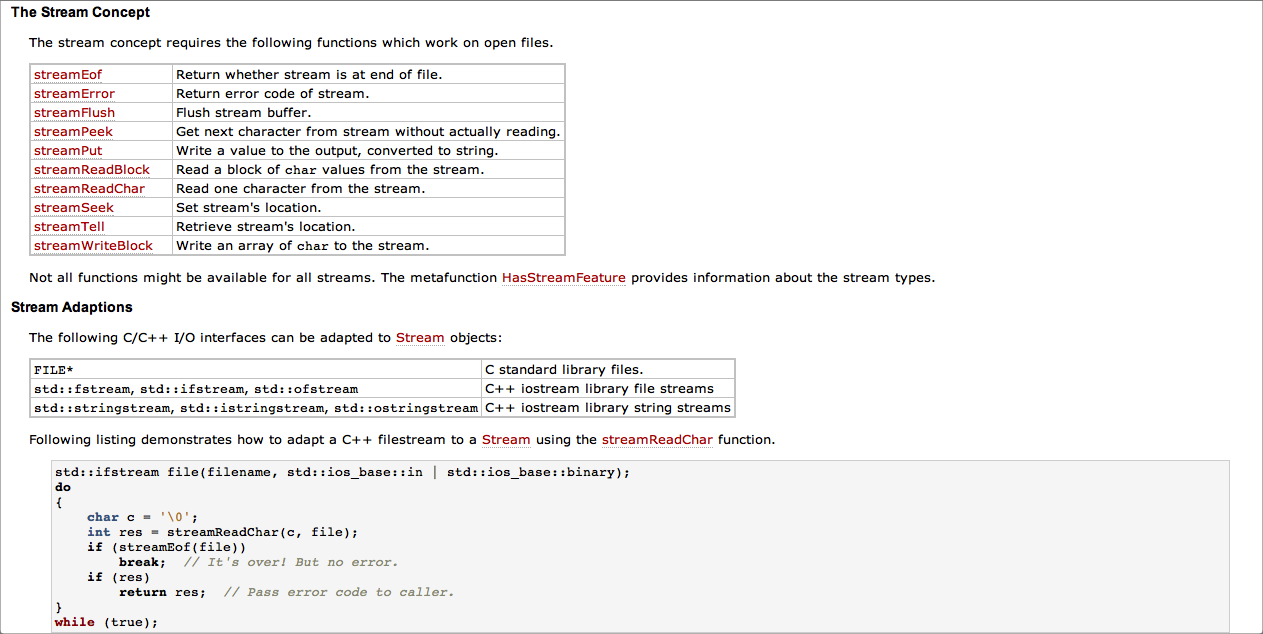 The Stream Concept
The stream concept requires the following functions which work on open files.
streamEof Return whether stream is at end of file.
streamError Return error code of stream.
streamFlush Flush stream buffer.
streamPeek Get next character from stream without actually reading.
streamPut Write a value to the output, converted to string.
streamReadBlock Read a block of char values from the stream.
streamReadChar Read one character from the stream.
streamSeek Set stream's location.
streamTell Retrieve stream's location.
streamWriteBlock Write an array of char to the stream.
Not all functions might be available for all streams. The metafunction HasStreamFeature provides information about the stream types.
Stream Adaptions
The following C/C++ I/O interfaces can be adapted to Stream objects:
FILE* C standard library files.
std::fstream, std::ifstream, std::ofstream C++ iostream library file streams
std::stringstream, std::istringstream, std::ostringstream C++ iostream library string streams
Following listing demonstrates how to adapt a C++ filestream to a Stream using the streamReadChar function.
std::ifstream file(filename, std::ios_base::in | std::ios_base::binary);
do
{
    char c = '\0';
    int res = streamReadChar(c, file);
    if (streamEof(file))
        break;  // It's over! But no error.
    if (res)
        return res;  // Pass error code to caller.
}
while (true);